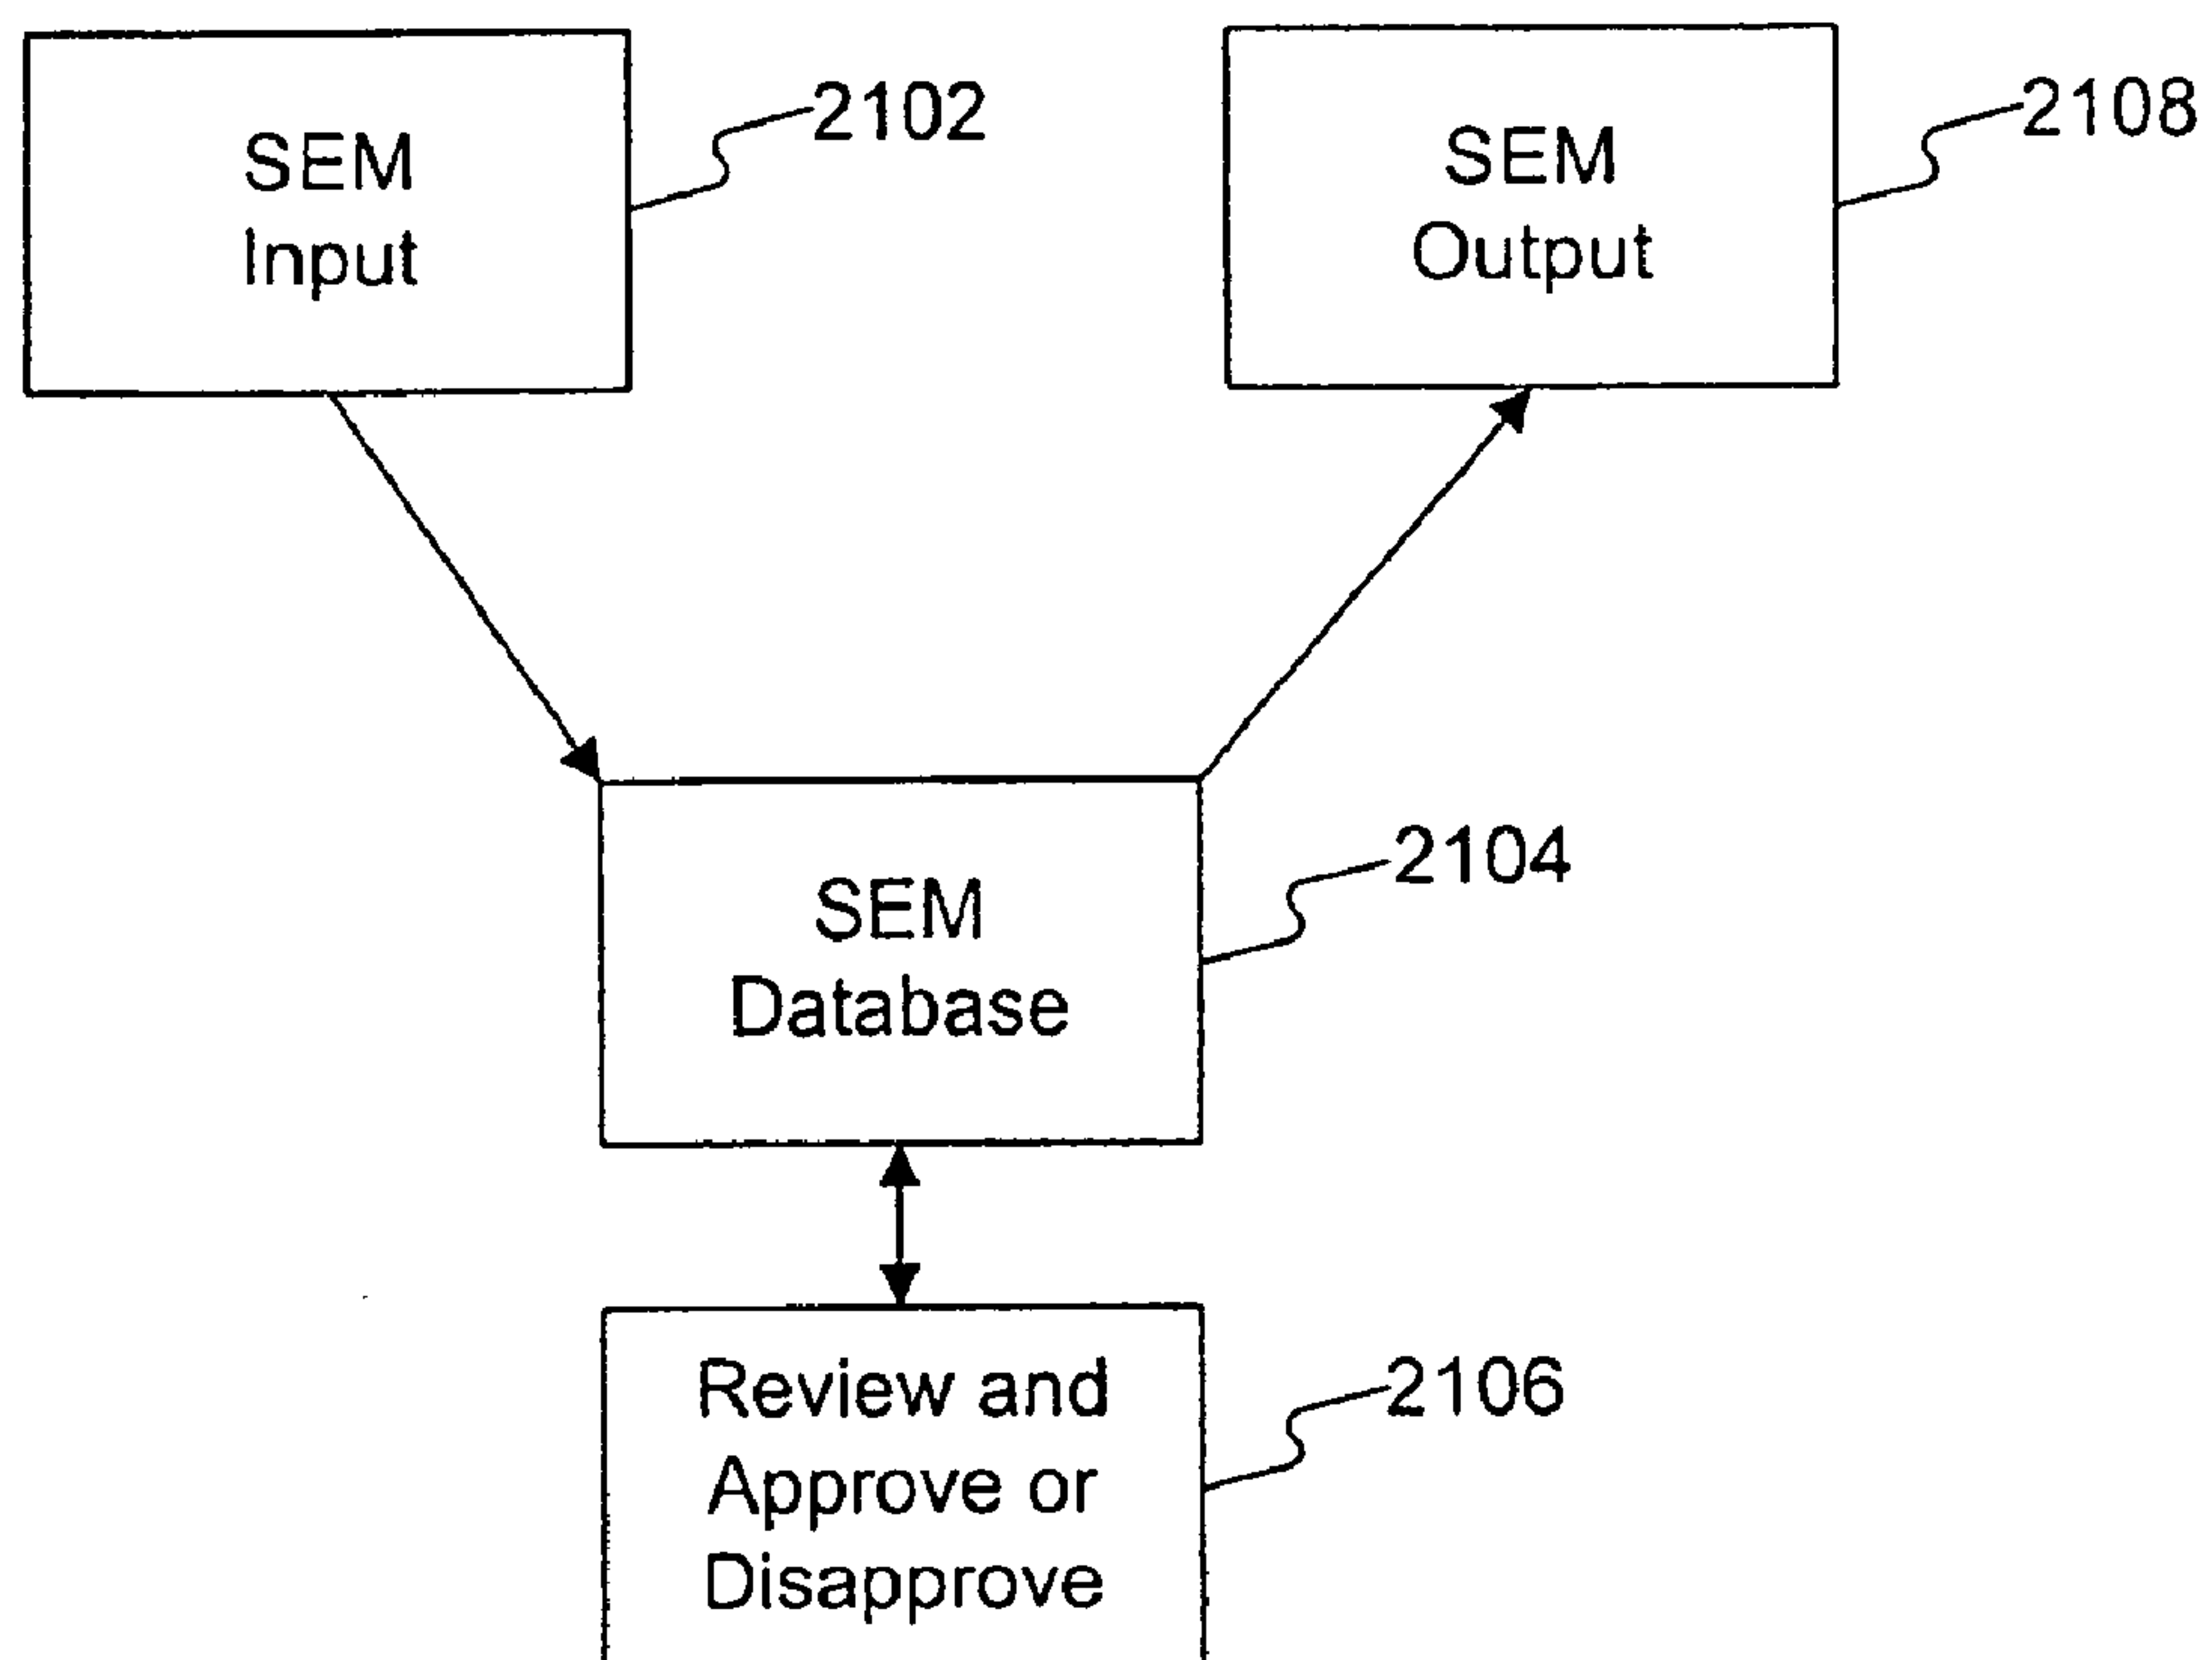 SEM
Input
2102
SEM
Output
2108
SEM
Database
2104
Review and
Approve or
Disapprove
2106